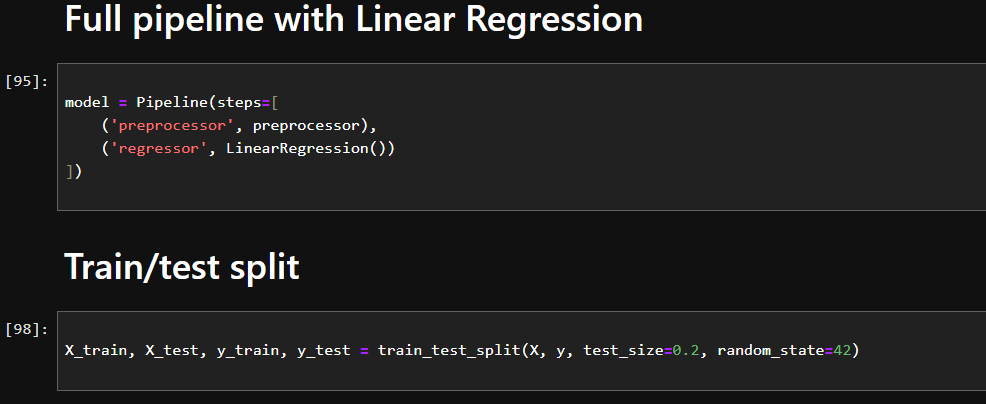 Full pipeline with Linear Regression
[95]:
model = Pipeline(steps=[
    ('preprocessor', preprocessor),
    ('regressor', LinearRegression())
])
Train/test split
[98]:
X_train, X_test, y_train, y_test = train_test_split(X, y, test_size=0.2, random_state=42)